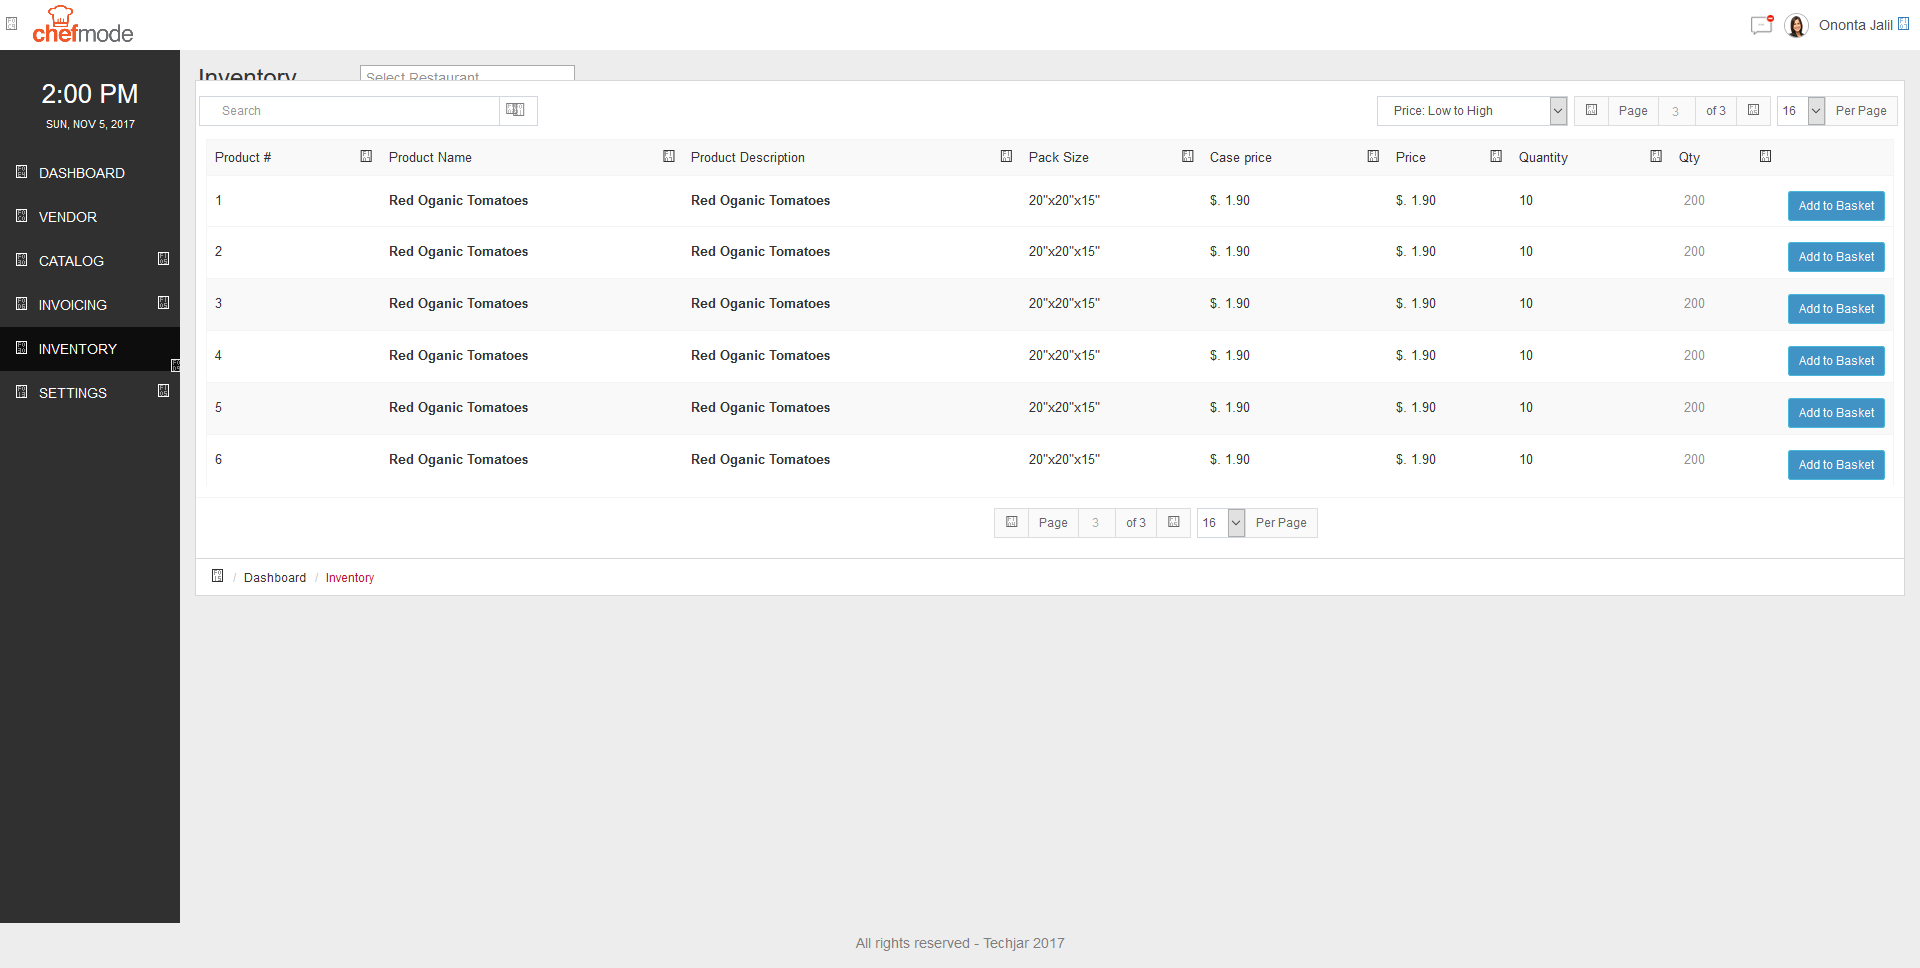 chefmode
Ononta Jalil
2:00 PM
SUN, NOV 5, 2017
DASHBOARD
VENDOR
CATALOG
INVOICING
INVENTORY
SETTINGS
Inventory Select Restaurant
Search Price: Low to High Page 3 of 3 16 Per Page
Product # Product Name Product Description Pack Size Case price Price Quantity Qty
1 Red Oganic Tomatoes Red Oganic Tomatoes 20"x20"x15" $. 1.90 $. 1.90 10 200 Add to Basket
2 Red Oganic Tomatoes Red Oganic Tomatoes 20"x20"x15" $. 1.90 $. 1.90 10 200 Add to Basket
3 Red Oganic Tomatoes Red Oganic Tomatoes 20"x20"x15" $. 1.90 $. 1.90 10 200 Add to Basket
4 Red Oganic Tomatoes Red Oganic Tomatoes 20"x20"x15" $. 1.90 $. 1.90 10 200 Add to Basket
5 Red Oganic Tomatoes Red Oganic Tomatoes 20"x20"x15" $. 1.90 $. 1.90 10 200 Add to Basket
6 Red Oganic Tomatoes Red Oganic Tomatoes 20"x20"x15" $. 1.90 $. 1.90 10 200 Add to Basket
Page 3 of 3 16 Per Page
/ Dashboard / Inventory
All rights reserved - Techjar 2017